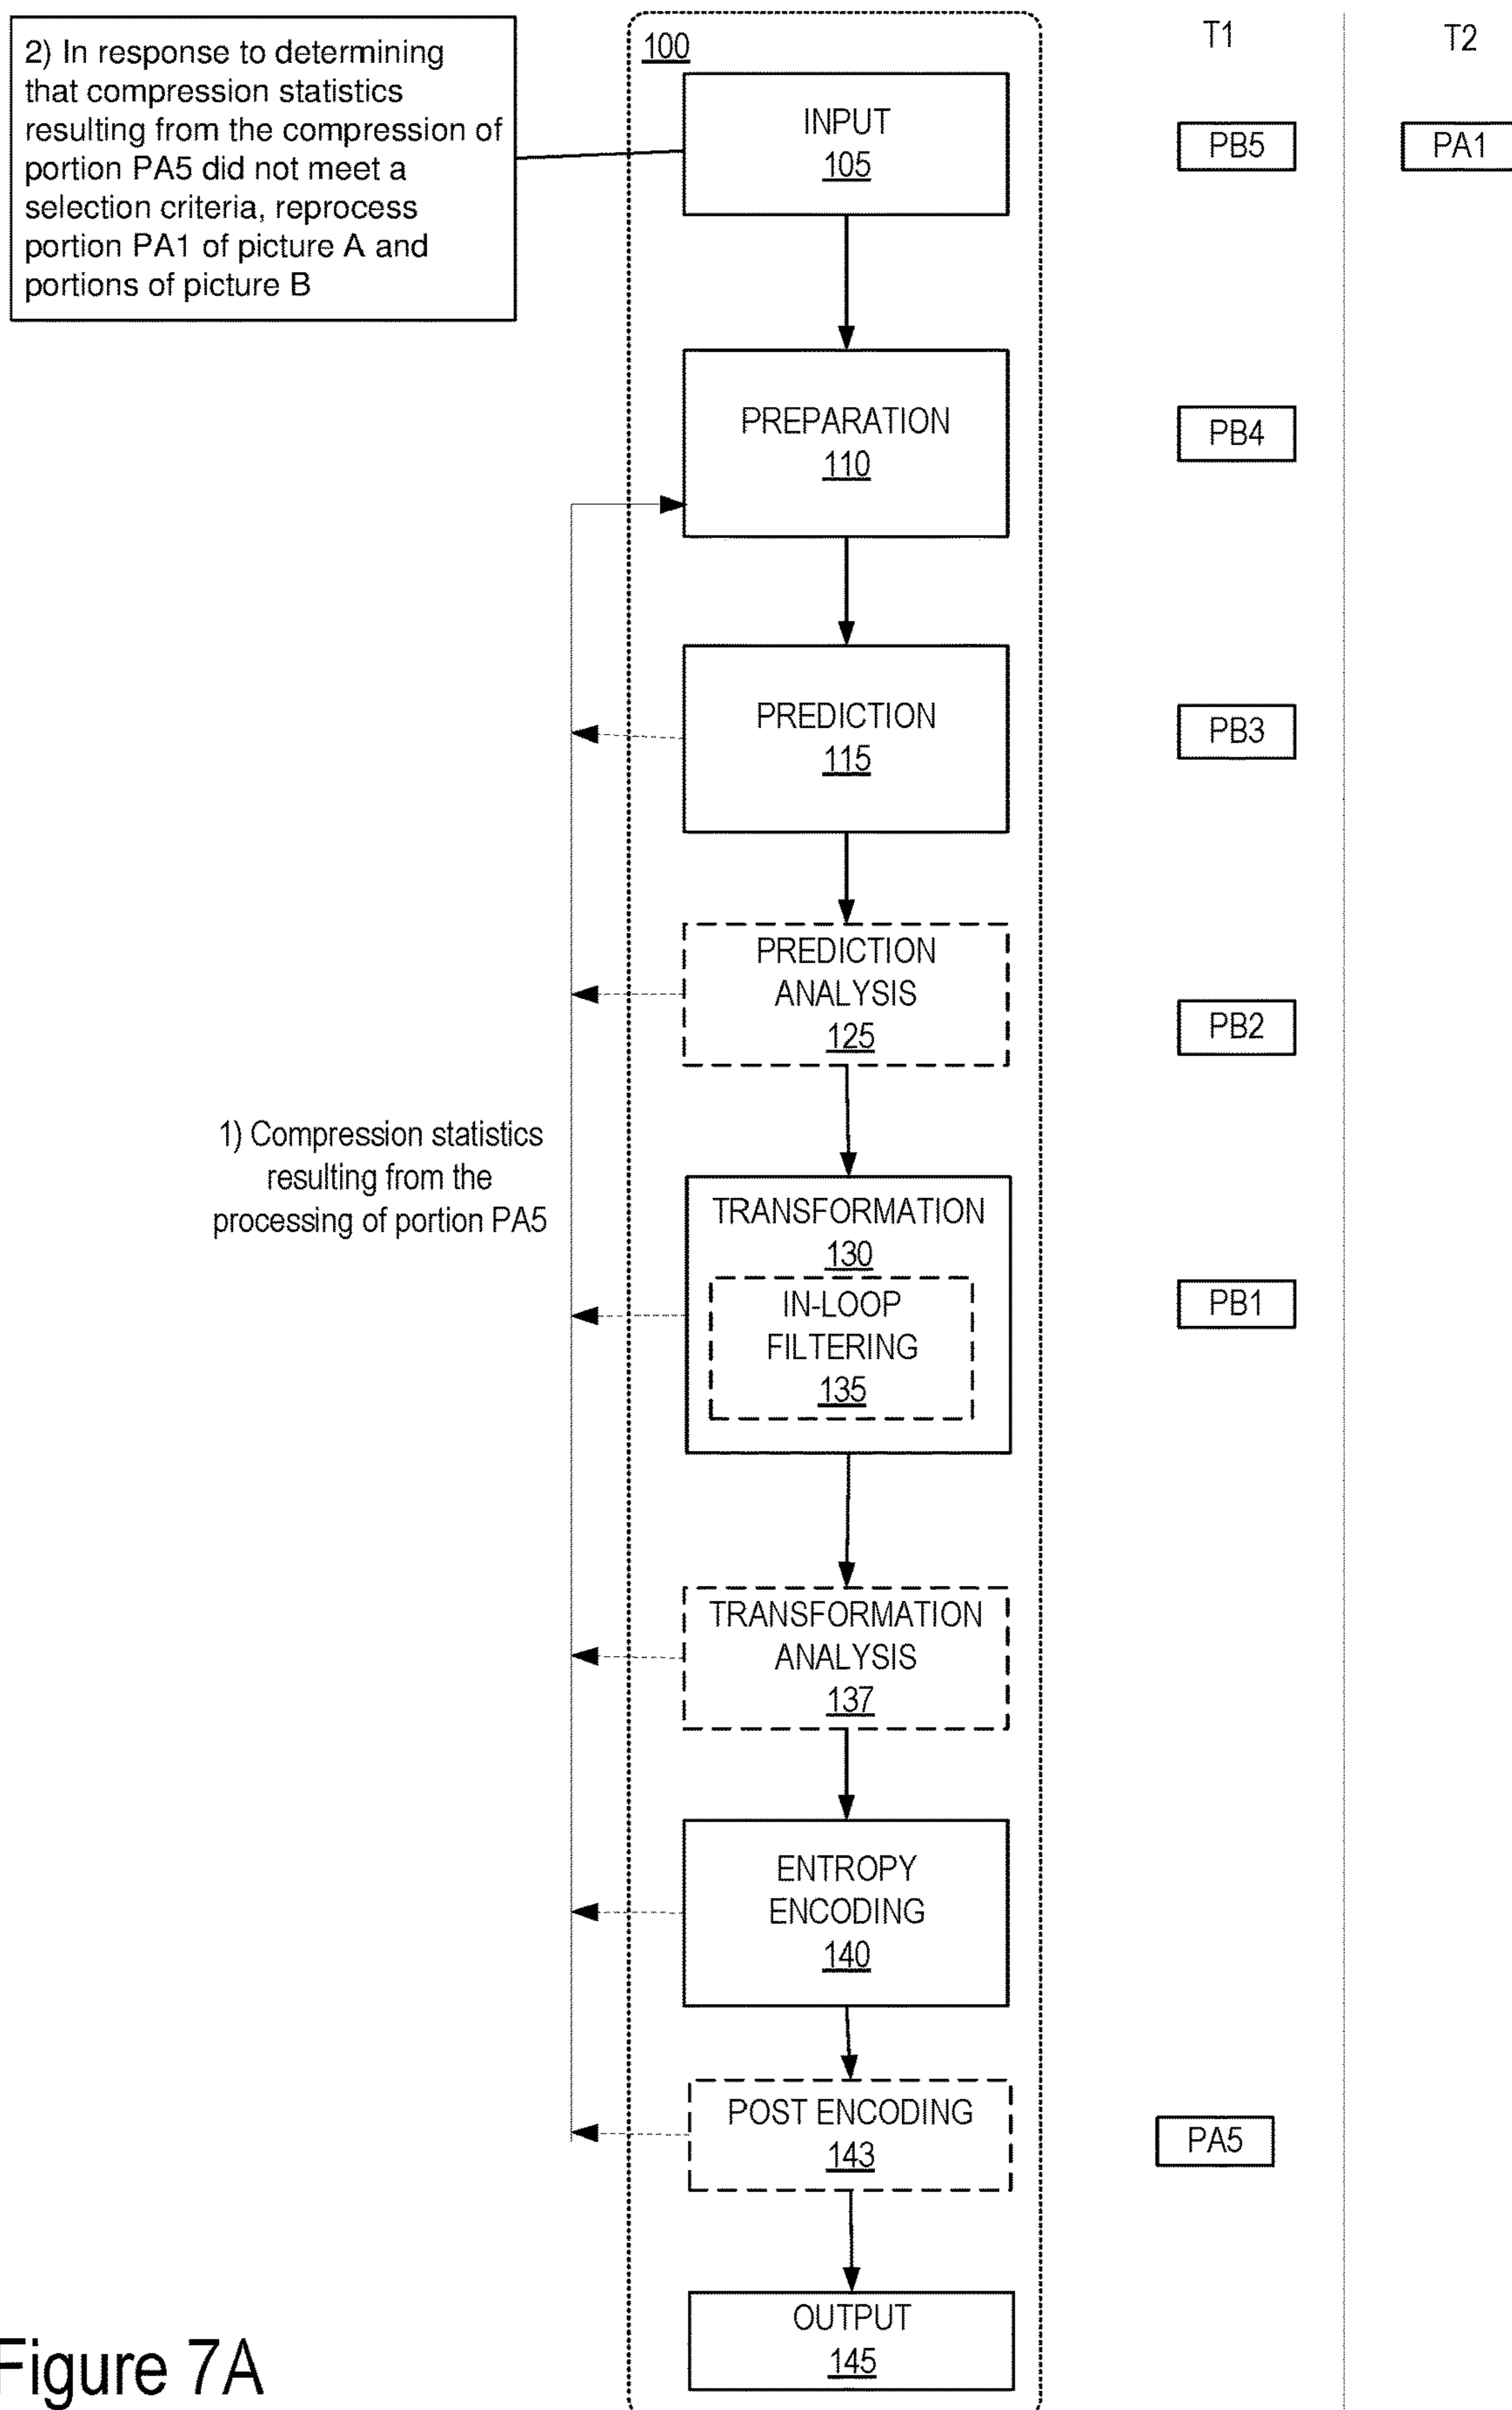 2) In response to determining
that compression statistics
resulting from the compression of
portion PA5 did not meet a
selection criteria, reprocess
portion PA1 of picture A and
portions of picture B
100
T1
T2
INPUT
105
PB5
PA1
PREPARATION
110
PB4
PREDICTION
115
PB3
PREDICTION
ANALYSIS
125
PB2
1) Compression statistics
resulting from the
processing of portion PA5
TRANSFORMATION
130
IN-LOOP
FILTERING
135
PB1
TRANSFORMATION
ANALYSIS
137
ENTROPY
ENCODING
140
POST ENCODING
143
PA5
OUTPUT
145
Figure 7A